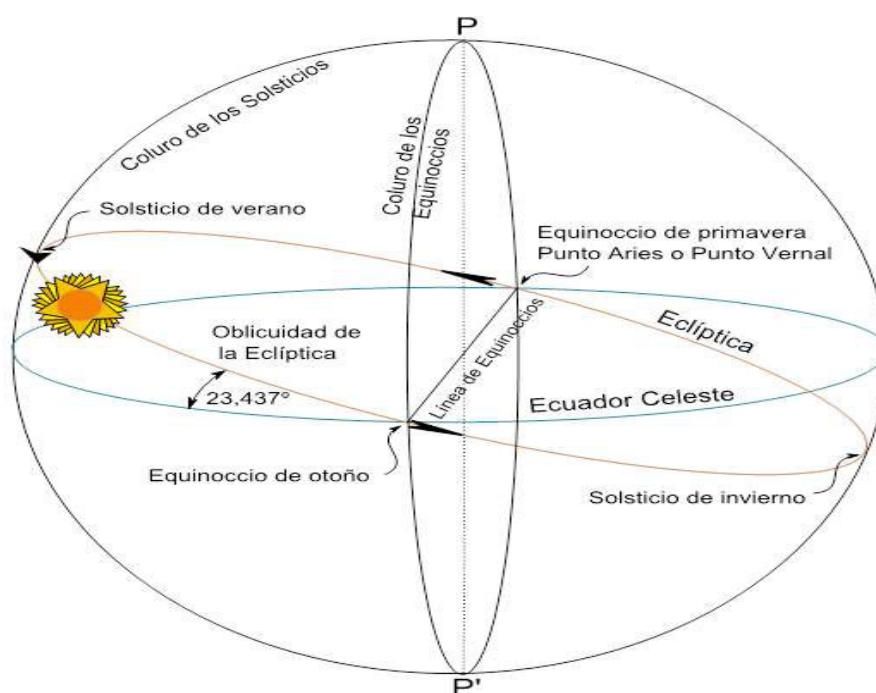 P
Coluro de los Solsticios
Coluro de los
Equinoccios
Solsticio de verano
Equinoccio de primavera
Punto Aries o Punto Vernal
Oblicuidad de
la Eclíptica
23,437°
Línea de Equinoccios
Eclíptica
Ecuador Celeste
Equinoccio de otoño
Solsticio de invierno
P'